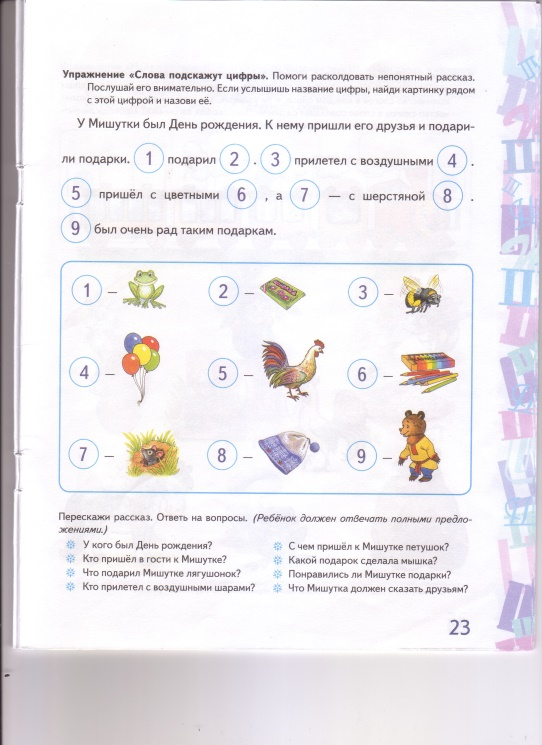 Упражнение «Слова подскажут цифры». Помоги расколдовать непонятный рассказ.
Послушай его внимательно. Если услышишь название цифры, найди картинку рядом
с этой цифрой и назови её.
У Мишутки был День рождения. К нему пришли его друзья и подари-
ли подарки. 1 подарил 2 . 3 прилетел с воздушными 4 .
5 пришёл с цветными 6 , а 7 — с шерстяной 8 .
9 был очень рад таким подаркам.
1 – 2 – 3 –
4 – 5 – 6 –
7 – 8 – 9 –
Перескажи рассказ. Ответь на вопросы. (Ребёнок должен отвечать полными предло-
жениями.)
У кого был День рождения?
Кто пришёл в гости к Мишутке?
Что подарил Мишутке лягушонок?
Кто прилетел с воздушными шарами?
С чем пришёл к Мишутке петушок?
Какой подарок сделала мышка?
Понравились ли Мишутке подарки?
Что Мишутка должен сказать друзьям?
23